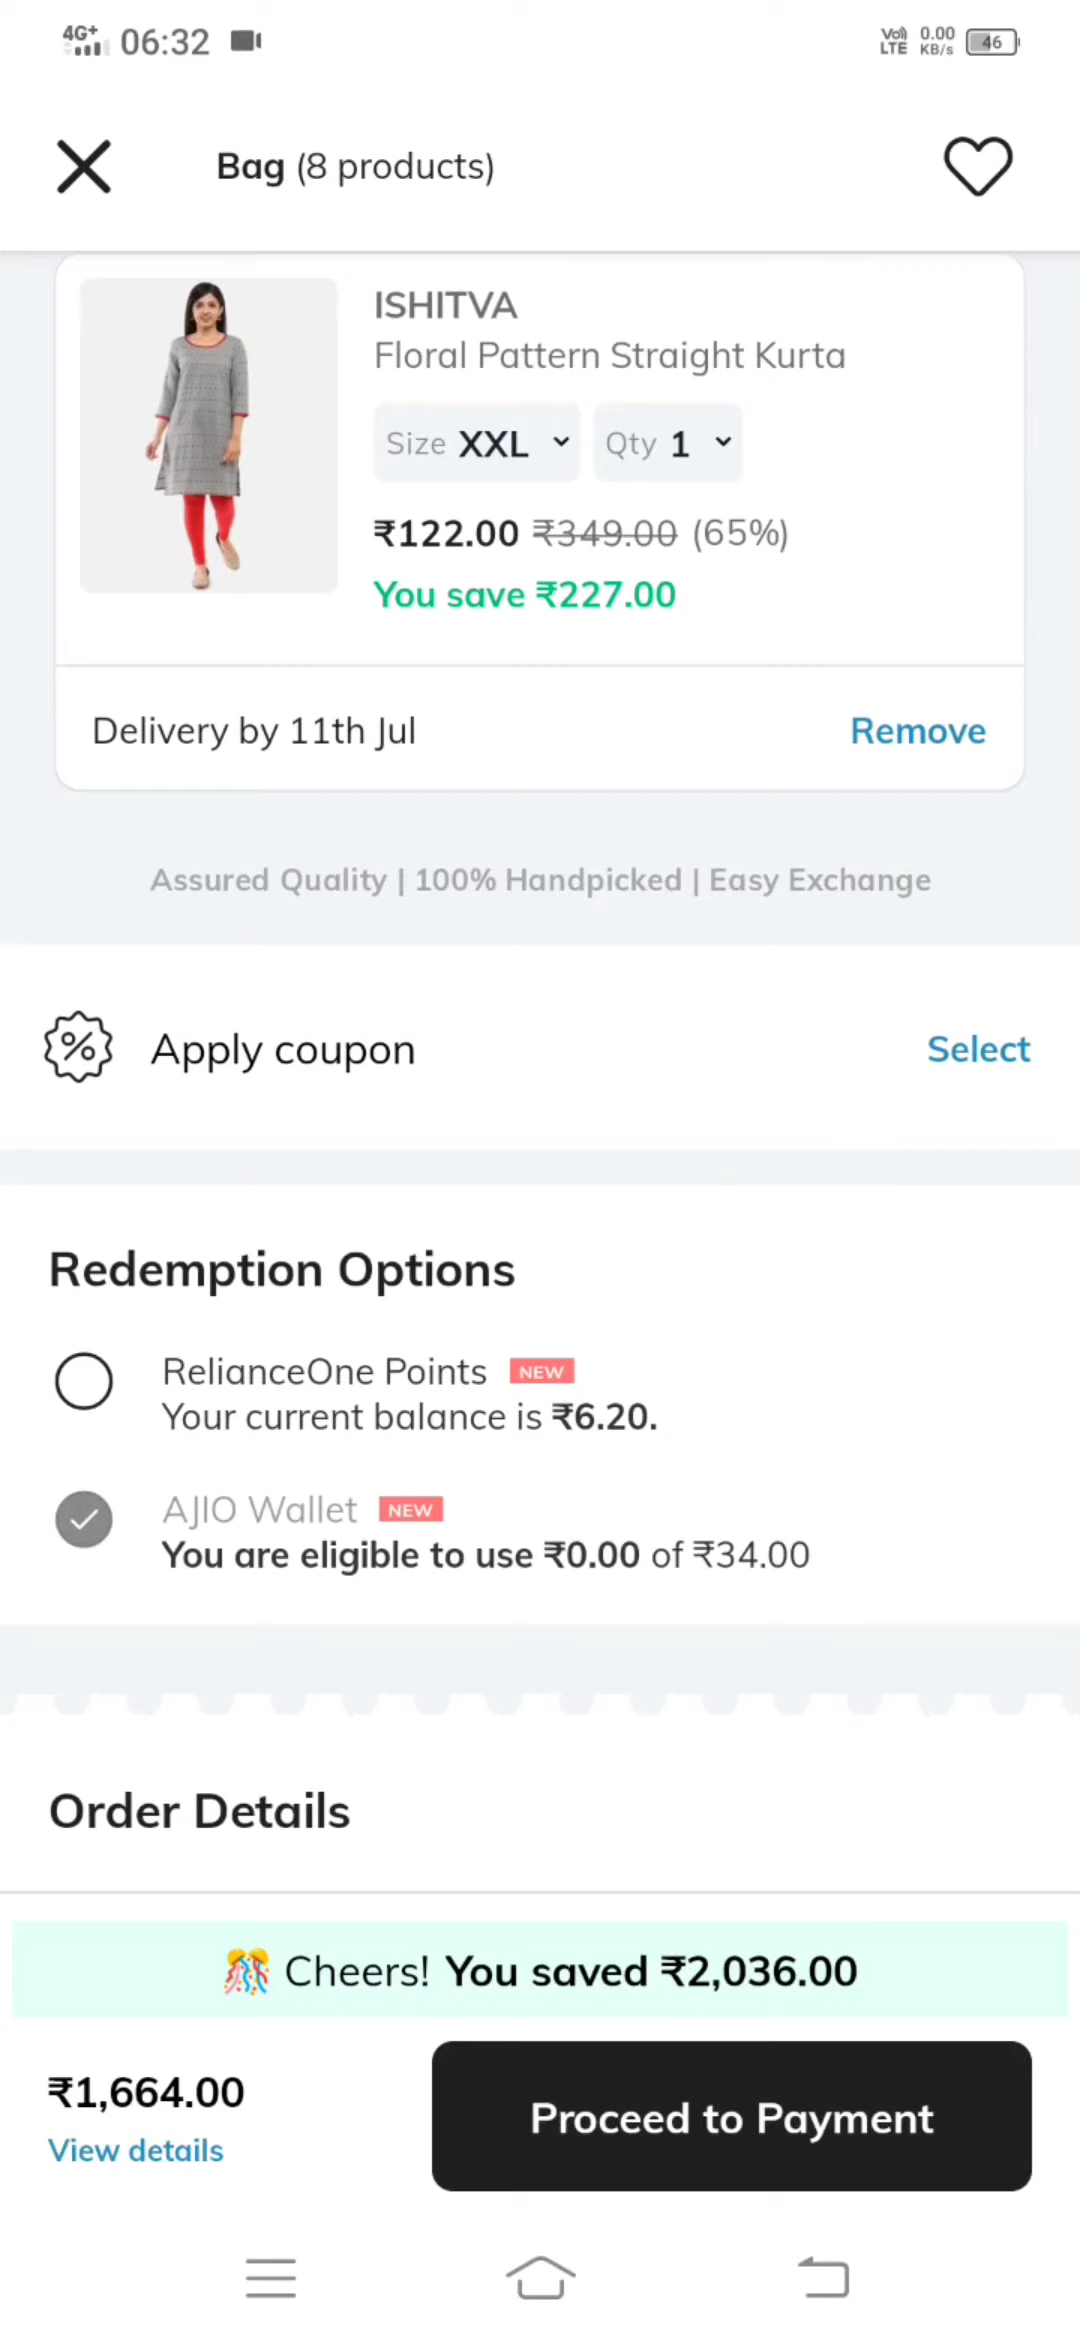 4G+ 06:32 Vo) LTE 0.00 KB/s 46
Bag (8 products)
ISHITVA
Floral Pattern Straight Kurta
Size XXL Qty 1
₹122.00 ₹349.00 (65%)
You save ₹227.00
Delivery by 11th Jul Remove
Assured Quality | 100% Handpicked | Easy Exchange
% Apply coupon Select
Redemption Options
RelianceOne Points NEW
Your current balance is ₹6.20.
AJIO Wallet NEW
You are eligible to use ₹0.00 of ₹34.00
Order Details
Cheers! You saved ₹2,036.00
₹1,664.00
View details
Proceed to Payment